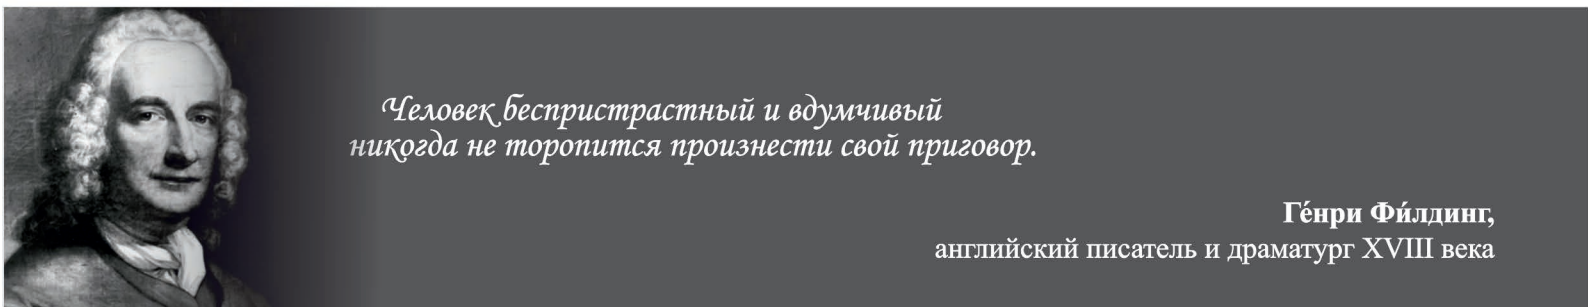 Человек беспристрастный и вдумчивый
никогда не торопится произнести свой приговор.
Ге́нри Фи́лдинг,
английский писатель и драматург XVIII века